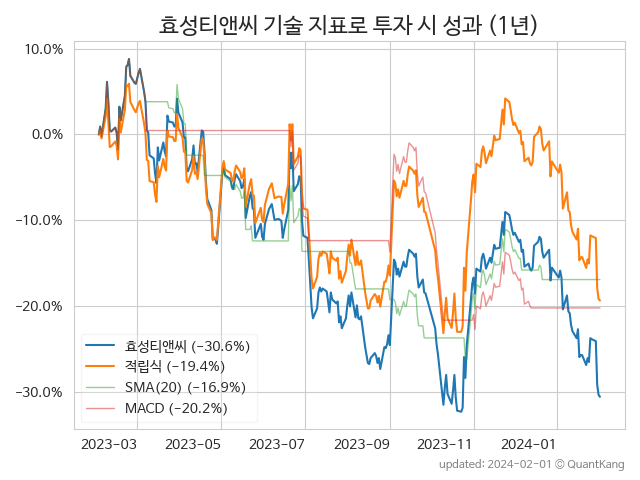 효성티앤씨 기술 지표로 투자 시 성과 (1년)
10.0%
0.0%
−10.0%
−20.0%
−30.0%
효성티앤씨 (−30.6%)
적립식 (−19.4%)
SMA(20) (−16.9%)
MACD (−20.2%)
2023−03 2023−05 2023−07 2023−09 2023−11 2024−01
updated: 2024−02−01 © QuantKang